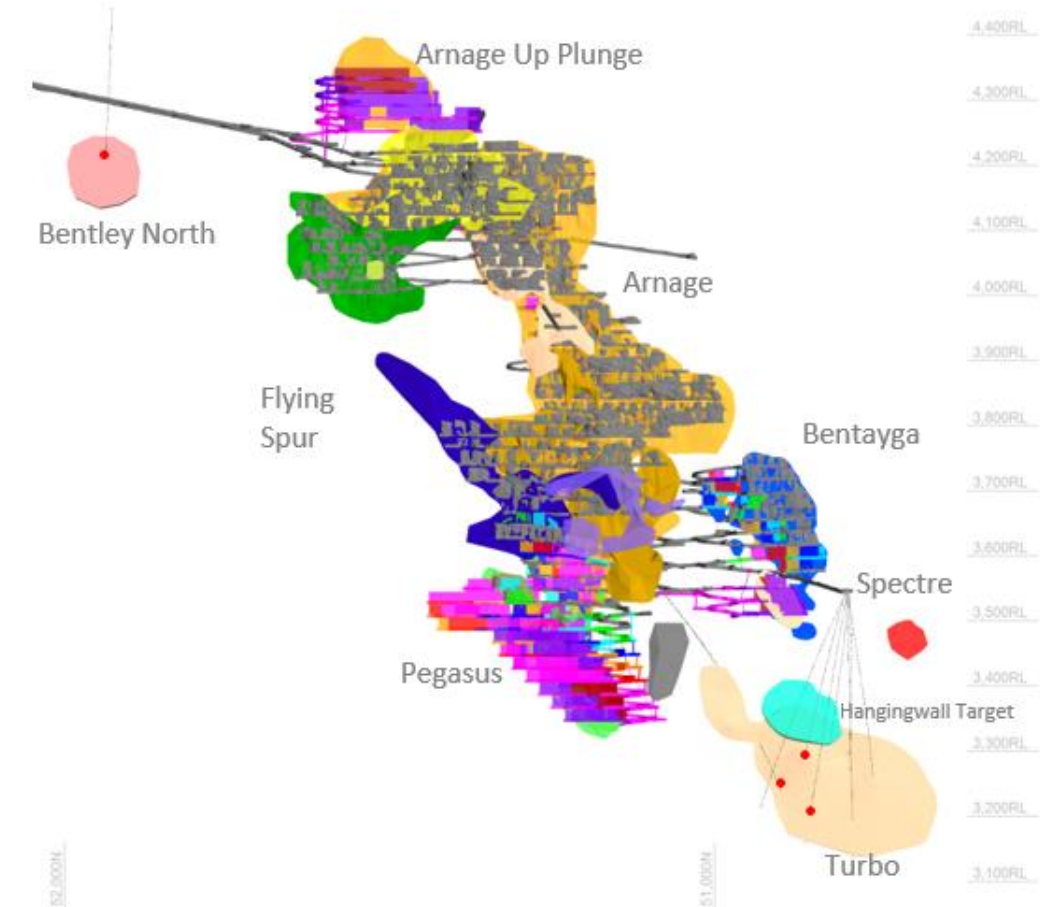 4,400RL
Arnage Up Plunge
4,300RL
4,200RL
Bentley North
4,100RL
Arnage
4,000RL
3,900RL
Flying
Spur
3,800RL
Bentayga
3,700RL
3,600RL
Spectre
3,500RL
Pegasus
3,400RL
Hangingwall Target
3,300RL
3,200RL
Turbo
3,100RL
52,000N
51,000N